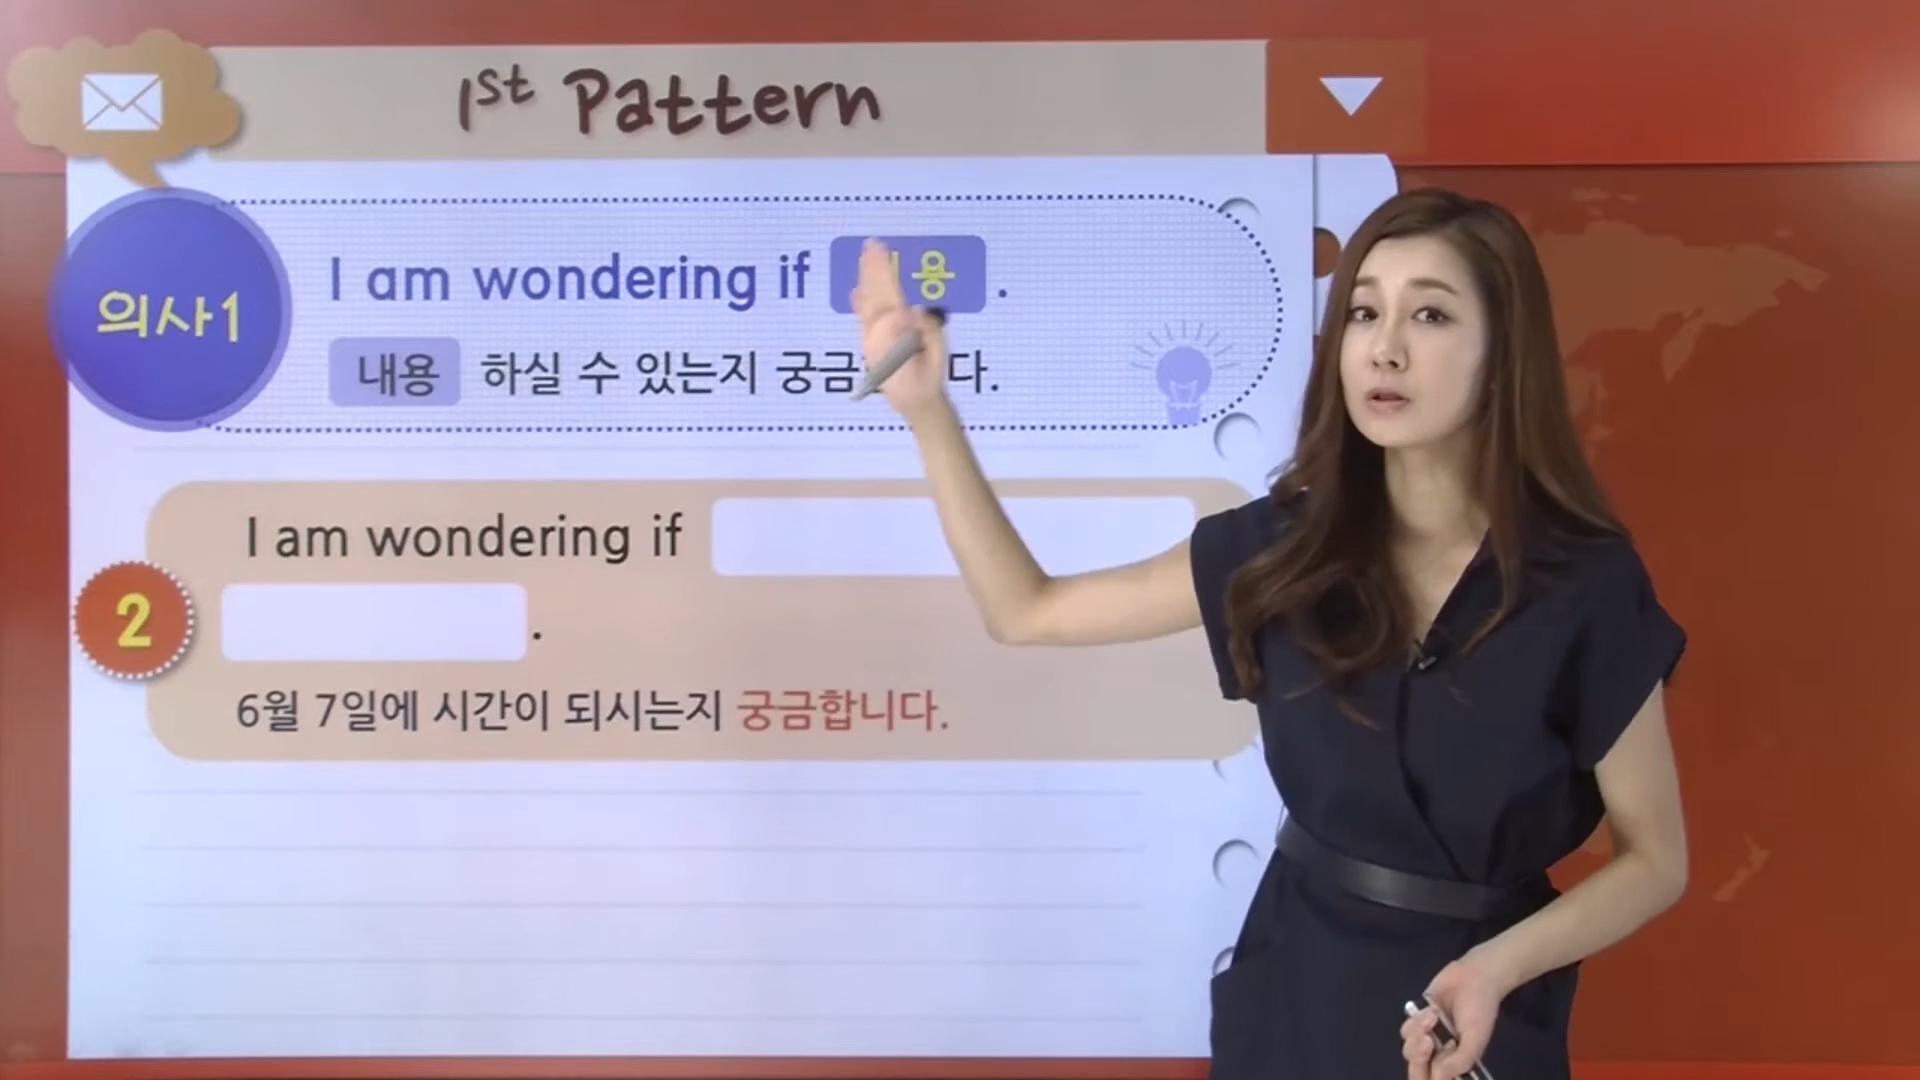 1st Pattern
의사1
I am wondering if 용.
내용 하실 수 있는지 궁금 다.
2
I am wondering if
.
6월 7일에 시간이 되시는지 궁금합니다.